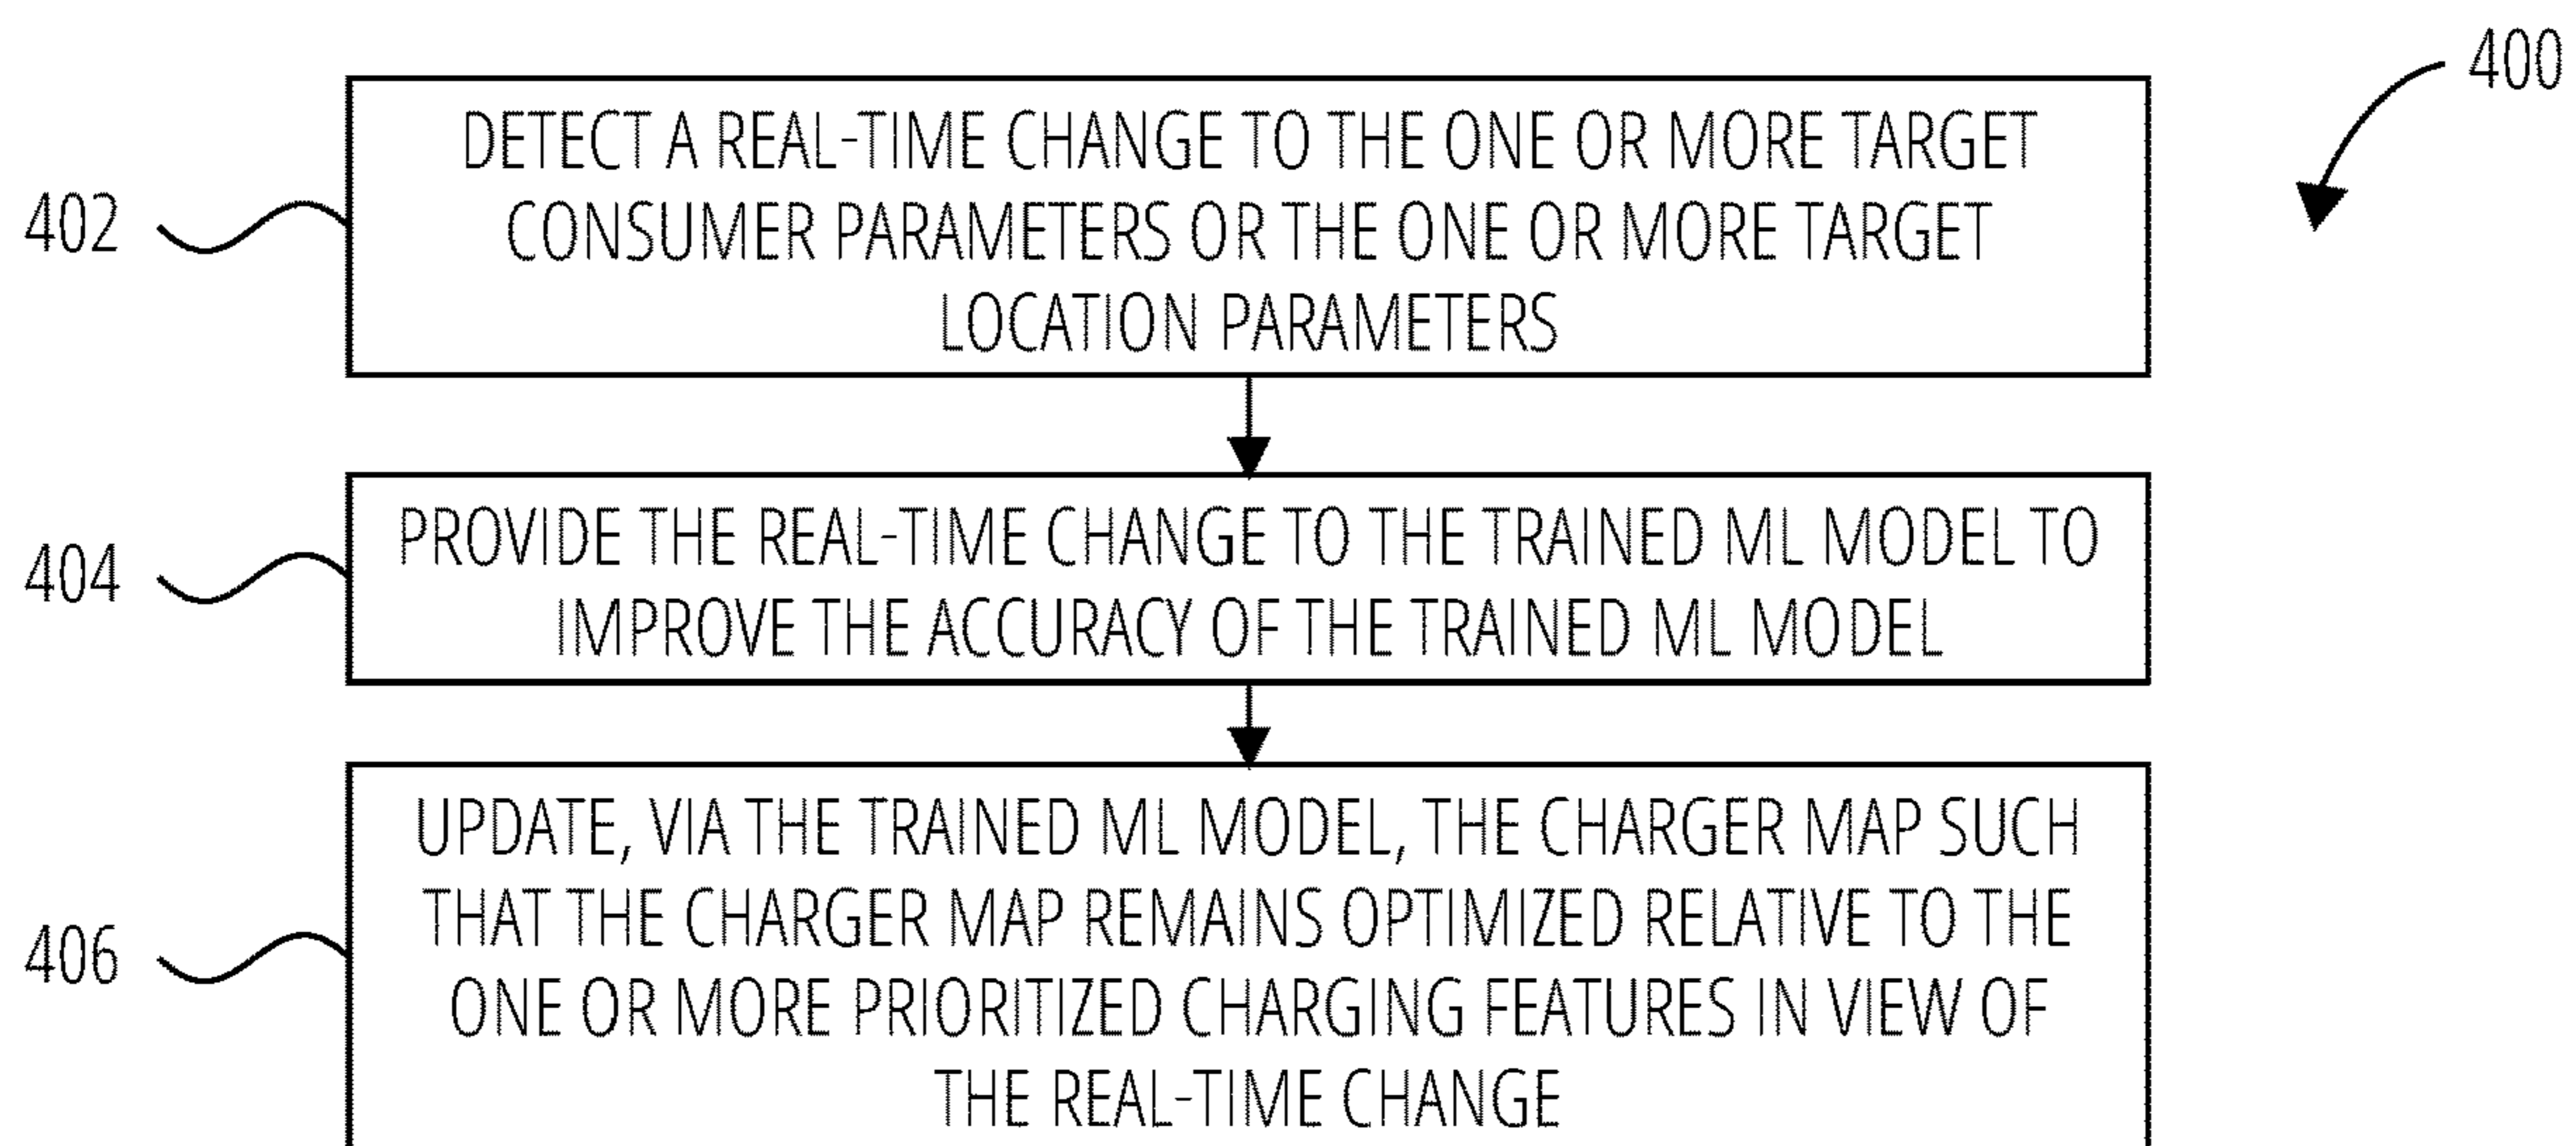 400
402
DETECT A REAL-TIME CHANGE TO THE ONE OR MORE TARGET
CONSUMER PARAMETERS OR THE ONE OR MORE TARGET
LOCATION PARAMETERS
404
PROVIDE THE REAL-TIME CHANGE TO THE TRAINED ML MODEL TO
IMPROVE THE ACCURACY OF THE TRAINED ML MODEL
406
UPDATE, VIA THE TRAINED ML MODEL, THE CHARGER MAP SUCH
THAT THE CHARGER MAP REMAINS OPTIMIZED RELATIVE TO THE
ONE OR MORE PRIORITIZED CHARGING FEATURES IN VIEW OF
THE REAL-TIME CHANGE